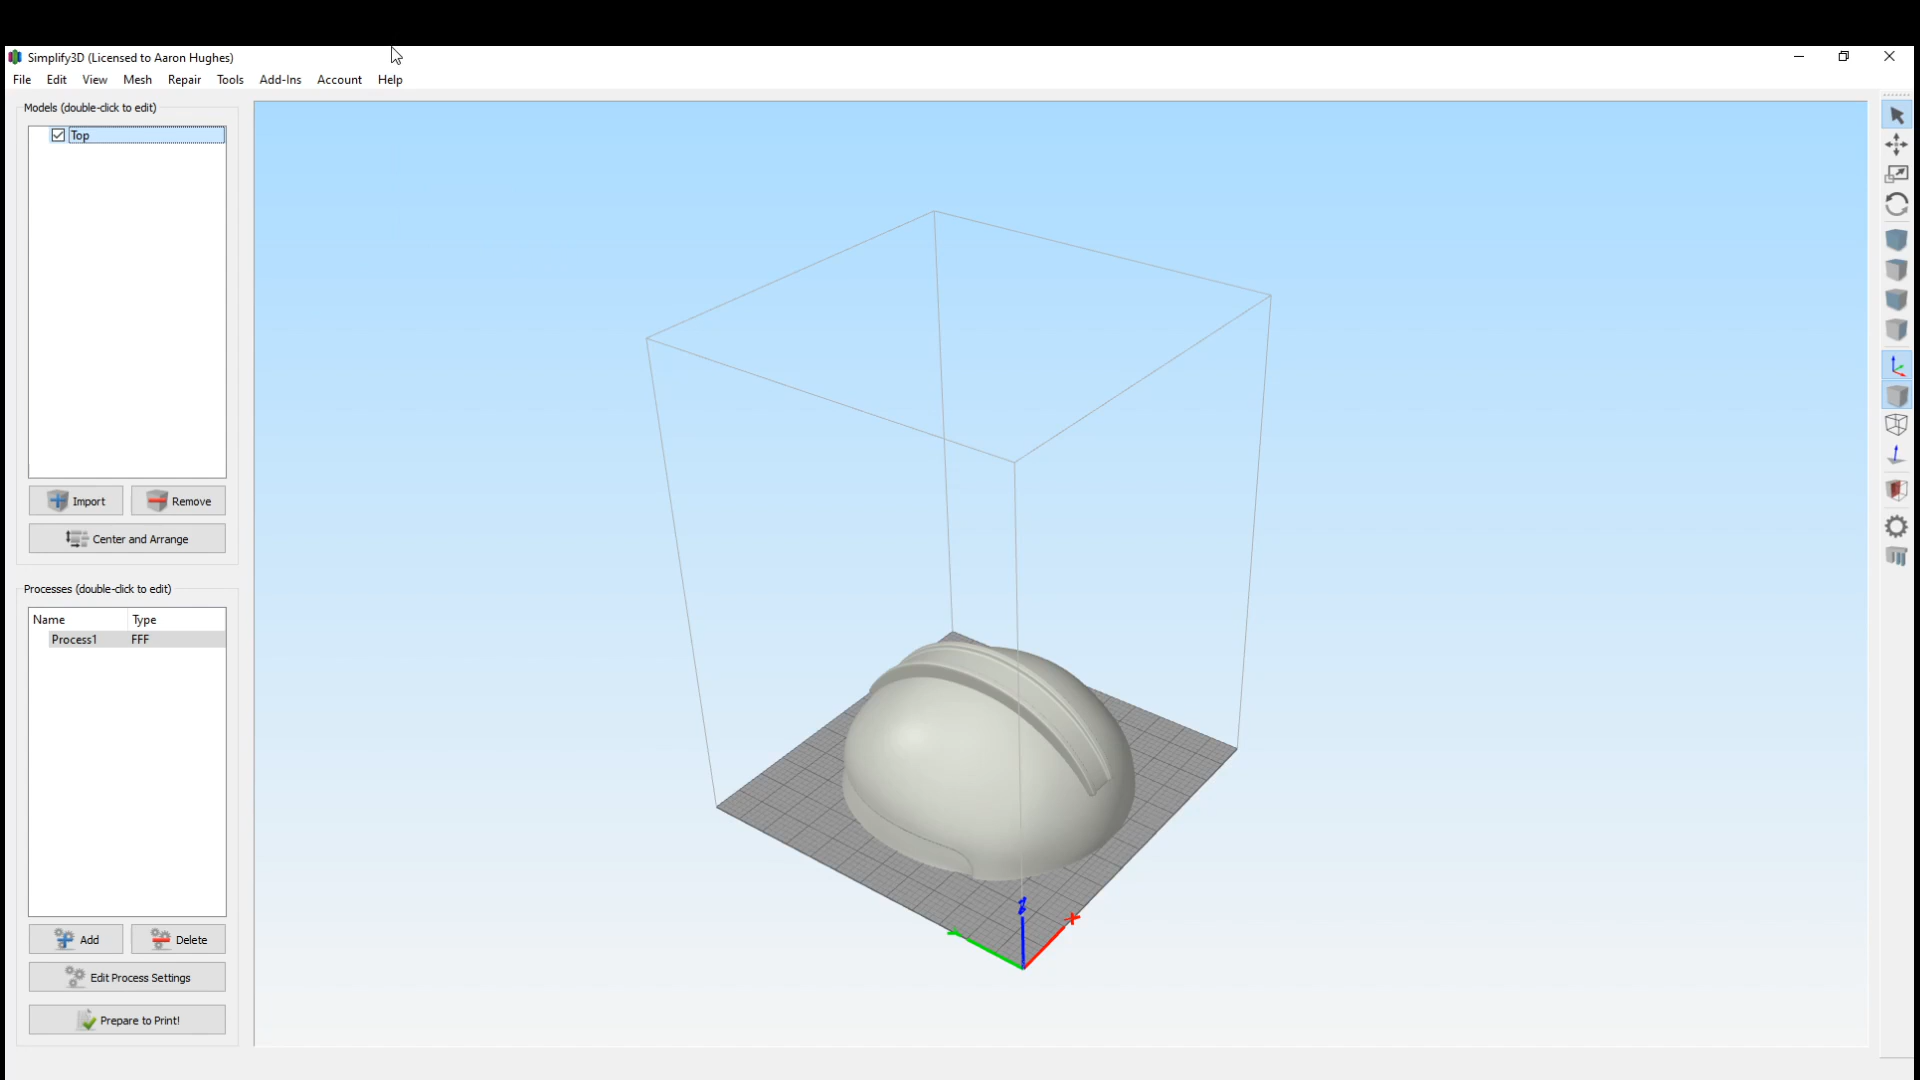 Simplify3D (Licensed to Aaron Hughes)
File Edit View Mesh Repair Tools Add-Ins Account Help
Models (double-click to edit)
Top
Import Remove
Center and Arrange
Processes (double-click to edit)
Name Type
Process1 FFF
Add Delete
Edit Process Settings
Prepare to Print!